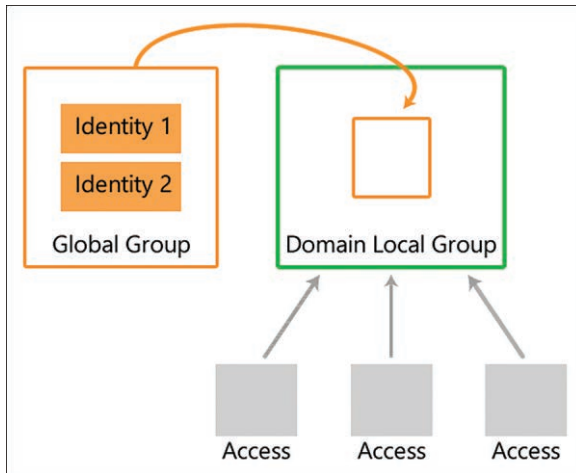 Identity 1
Identity 2
Global Group
Domain Local Group
Access
Access
Access